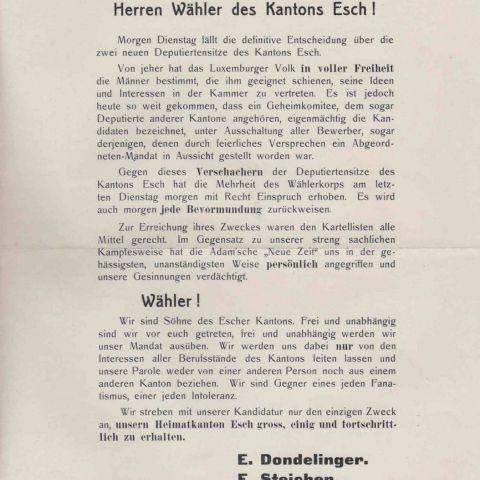 Herren Wähler des Kantons Esch!
Morgen Dienstag fällt die definitive Entscheidung über die
zwei neuen Deputiertensitze des Kantons Esch.
Von jeher hat das Luxemburger Volk in voller Freiheit
die Männer bestimmt, die ihm geeignet schienen, seine Ideen
und Interessen in der Kammer zu vertreten. Es ist jedoch
heute so weit gekommen, dass ein Geheimkomitee, dem sogar
Deputierte anderer Kantone angehören, eigenmächtig die Kan-
didaten bezeichnet, unter Ausschaltung aller Bewerber, sogar
derjenigen, denen durch leierliches Versprechen ein Abgeord-
neten-Mandat in Aussicht gestellt worden war.
Gegen dieses Verschachern der Deputiertensitze des
Kantons Esch hat die Mehrheit des Wählerkorps am letz-
ten Dienstag morgen mit Recht Einspruch erhoben. Es wird
auch morgen jede Bevormundung zurückweisen.
Zur Erreichung ihres Zweckes waren den Kartellisten alle
Mittel gerecht. Im Gegensatz zu unserer streng sachlichen
Kampfesweise hat die Adam'sche „Neue Zeit" uns in der ge-
hässigsten, unanständigsten Weise persönlich angegriffen und
unsere Gesinnungen verdächtigt.
Wähler!
Wir sind Söhne des Escher Kantons. Frei und unabhängig
sind wir vor euch getreten, frei und unabhängig werden wir
unser Mandat ausüben. Wir werden uns dabei nur von den
Interessen aller Berufsstände des Kantons leiten lassen und
unsere Parole weder von einer anderen Person noch aus einem
anderen Kanton beziehen. Wir sind Gegner eines jeden Fana-
tismus, einer jeden Intoleranz.
Wir streben mit unserer Kandidatur nur den einzigen Zweck
an, unsern Heimatkanton Esch gross, einig und fortschritt-
lich zu erhalten.
E. Dondelinger.
E. Steichen.